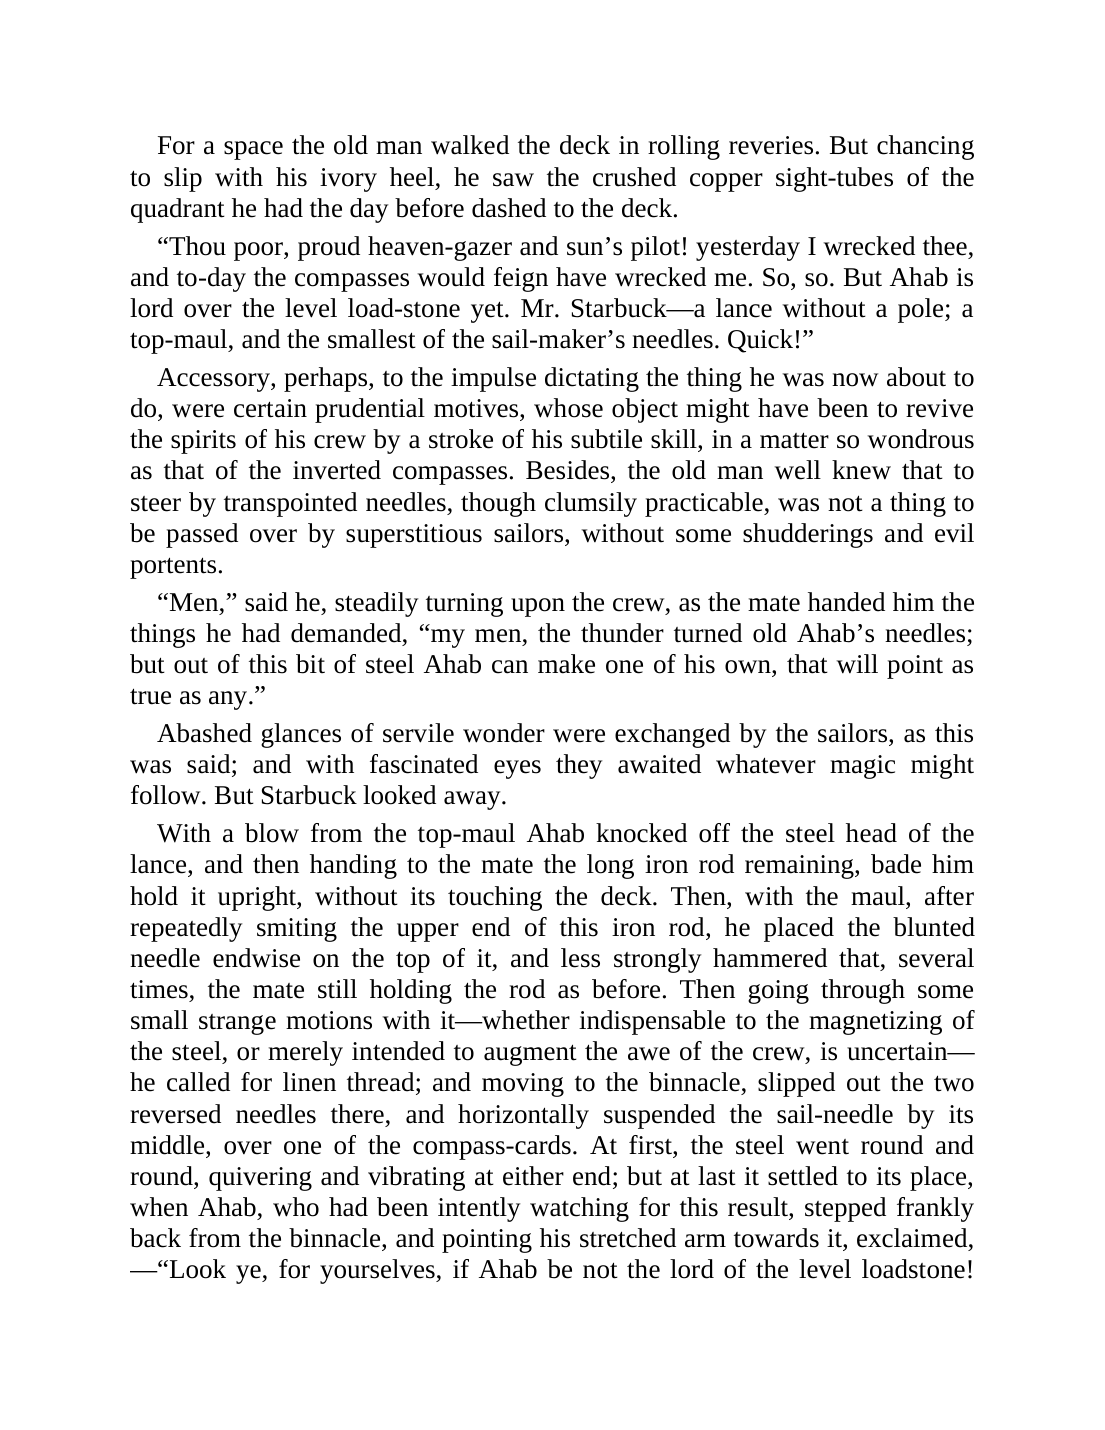 For a space the old man walked the deck in rolling reveries. But chancing
to slip with his ivory heel, he saw the crushed copper sight-tubes of the
quadrant he had the day before dashed to the deck.
“Thou poor, proud heaven-gazer and sun’s pilot! yesterday I wrecked thee,
and to-day the compasses would feign have wrecked me. So, so. But Ahab is
lord over the level load-stone yet. Mr. Starbuck—a lance without a pole; a
top-maul, and the smallest of the sail-maker’s needles. Quick!”
Accessory, perhaps, to the impulse dictating the thing he was now about to
do, were certain prudential motives, whose object might have been to revive
the spirits of his crew by a stroke of his subtile skill, in a matter so wondrous
as that of the inverted compasses. Besides, the old man well knew that to
steer by transpointed needles, though clumsily practicable, was not a thing to
be passed over by superstitious sailors, without some shudderings and evil
portents.
“Men,” said he, steadily turning upon the crew, as the mate handed him the
things he had demanded, “my men, the thunder turned old Ahab’s needles;
but out of this bit of steel Ahab can make one of his own, that will point as
true as any.”
Abashed glances of servile wonder were exchanged by the sailors, as this
was said; and with fascinated eyes they awaited whatever magic might
follow. But Starbuck looked away.
With a blow from the top-maul Ahab knocked off the steel head of the
lance, and then handing to the mate the long iron rod remaining, bade him
hold it upright, without its touching the deck. Then, with the maul, after
repeatedly smiting the upper end of this iron rod, he placed the blunted
needle endwise on the top of it, and less strongly hammered that, several
times, the mate still holding the rod as before. Then going through some
small strange motions with it—whether indispensable to the magnetizing of
the steel, or merely intended to augment the awe of the crew, is uncertain—
he called for linen thread; and moving to the binnacle, slipped out the two
reversed needles there, and horizontally suspended the sail-needle by its
middle, over one of the compass-cards. At first, the steel went round and
round, quivering and vibrating at either end; but at last it settled to its place,
when Ahab, who had been intently watching for this result, stepped frankly
back from the binnacle, and pointing his stretched arm towards it, exclaimed,
—“Look ye, for yourselves, if Ahab be not the lord of the level loadstone!